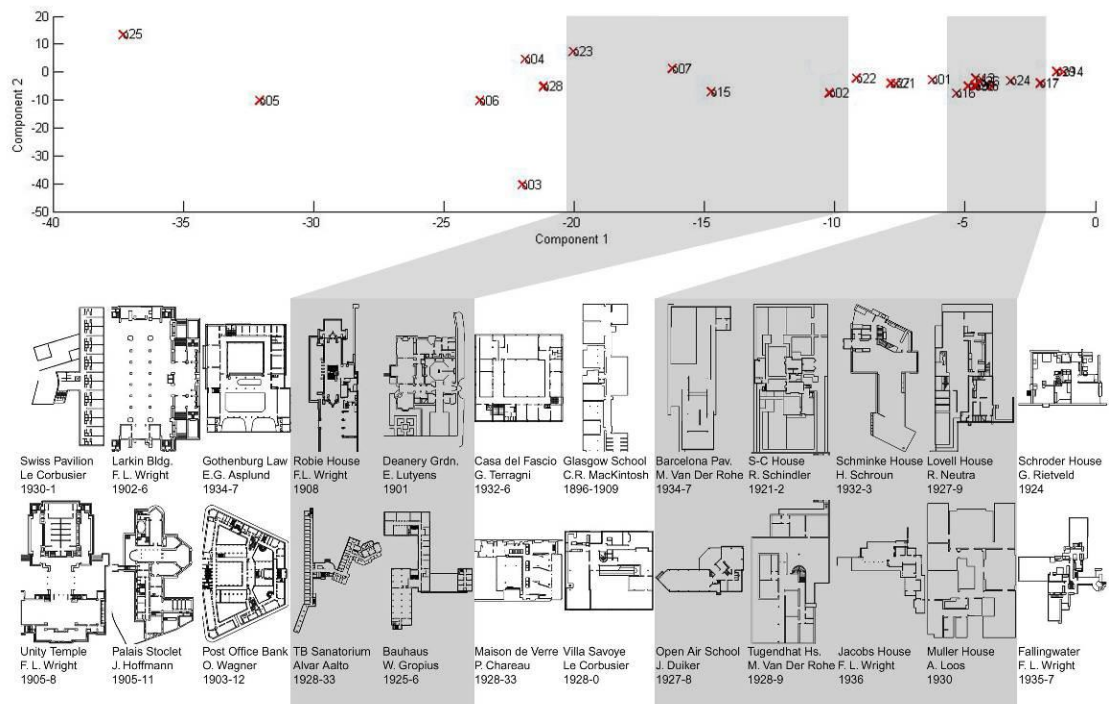 20
10
0
-10
-20
-30
-40
-50
Component 2
25
04
23
05
06
28
03
07
15
02
22
01
16
24
17
-40
-35
-30
-25
-20
-15
-10
-5
0
Component 1
Swiss Pavilion
Le Corbusier
1930-1
Larkin Bldg.
F. L. Wright
1902-6
Gothenburg Law
E.G. Asplund
1934-7
Robie House
F.L. Wright
1908
Deanery Grdn.
E. Lutyens
1901
Casa del Fascio
G. Terragni
1932-6
Glasgow School
C.R. MacKintosh
1896-1909
Barcelona Pav.
M. Van Der Rohe
1934-7
S-C House
R. Schindler
1921-2
Schminke House
H. Schroun
1932-3
Lovell House
R. Neutra
1927-9
Schroder House
G. Rietveld
1924
Unity Temple
F. L. Wright
1905-8
Palais Stoclet
J. Hoffmann
1905-11
Post Office Bank
O. Wagner
1903-12
TB Sanatorium
Alvar Aalto
1928-33
Bauhaus
W. Gropius
1925-6
Maison de Verre
P. Chareau
1928-33
Villa Savoye
Le Corbusier
1928-0
Open Air School
J. Duiker
1927-8
Tugendhat Hs.
M. Van Der Rohe
1928-9
Jacobs House
F. L. Wright
1936
Muller House
A. Loos
1930
Fallingwater
F. L. Wright
1935-7